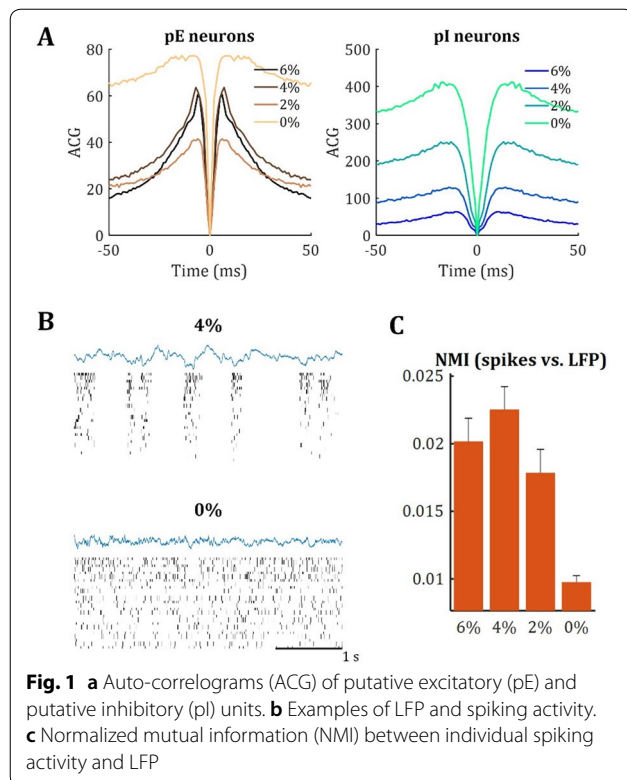 A
pE neurons
80
60
40
20
0
ACG
6%
4%
2%
0%
-50
0
50
Time (ms)
pI neurons
500
400
300
200
100
0
ACG
6%
4%
2%
0%
-50
0
50
Time (ms)
B
4%
0%
1 s
C
NMI (spikes vs. LFP)
0.025
0.02
0.015
0.01
6% 4% 2% 0%
Fig. 1 a Auto-correlograms (ACG) of putative excitatory (pE) and
putative inhibitory (pI) units. b Examples of LFP and spiking activity.
c Normalized mutual information (NMI) between individual spiking
activity and LFP